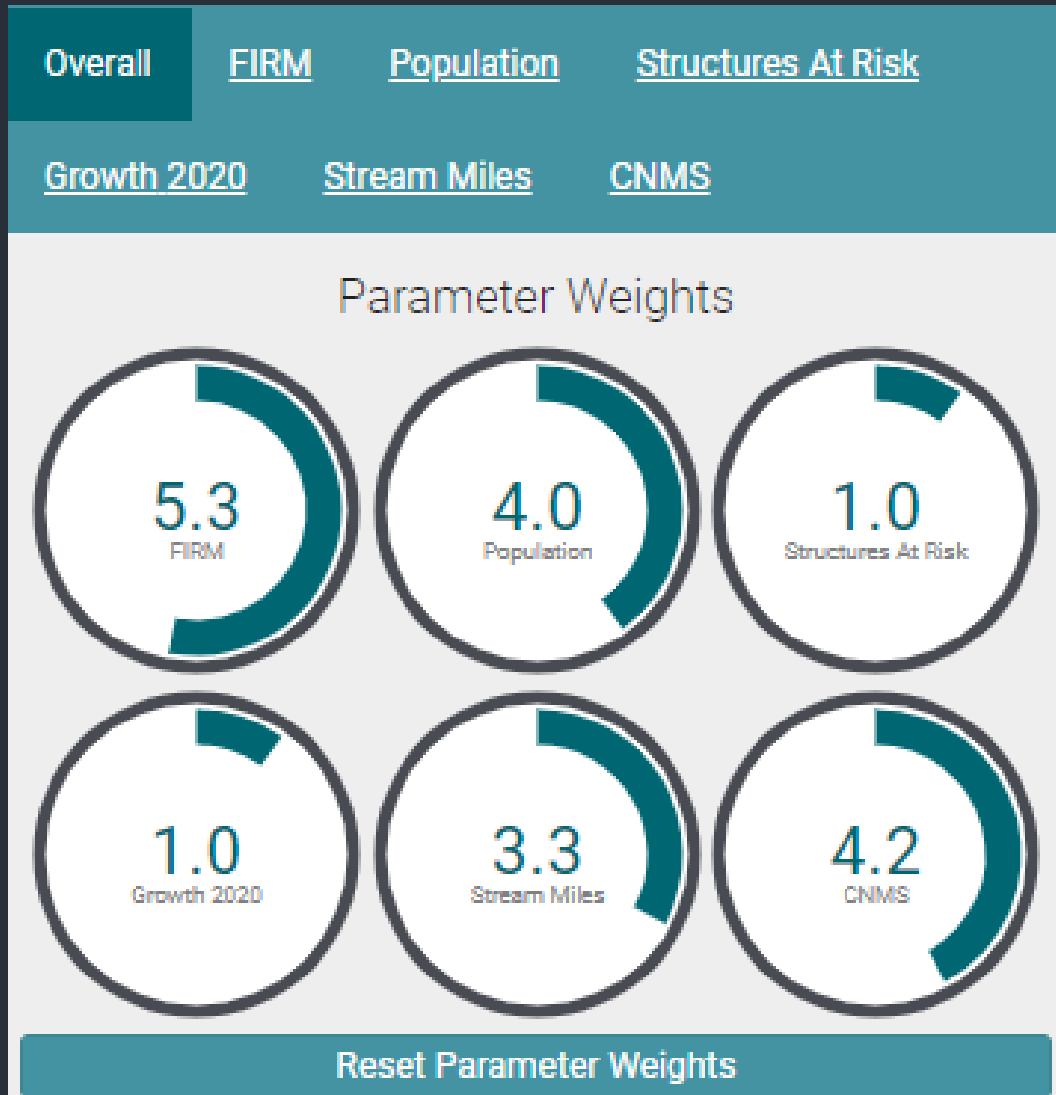 Overall FIRM Population Structures At Risk
Growth 2020 Stream Miles CNMS
Parameter Weights
5.3 4.0 1.0
FIRM Population Structures At Risk
1.0 3.3 4.2
Growth 2020 Stream Miles CNMS
Reset Parameter Weights